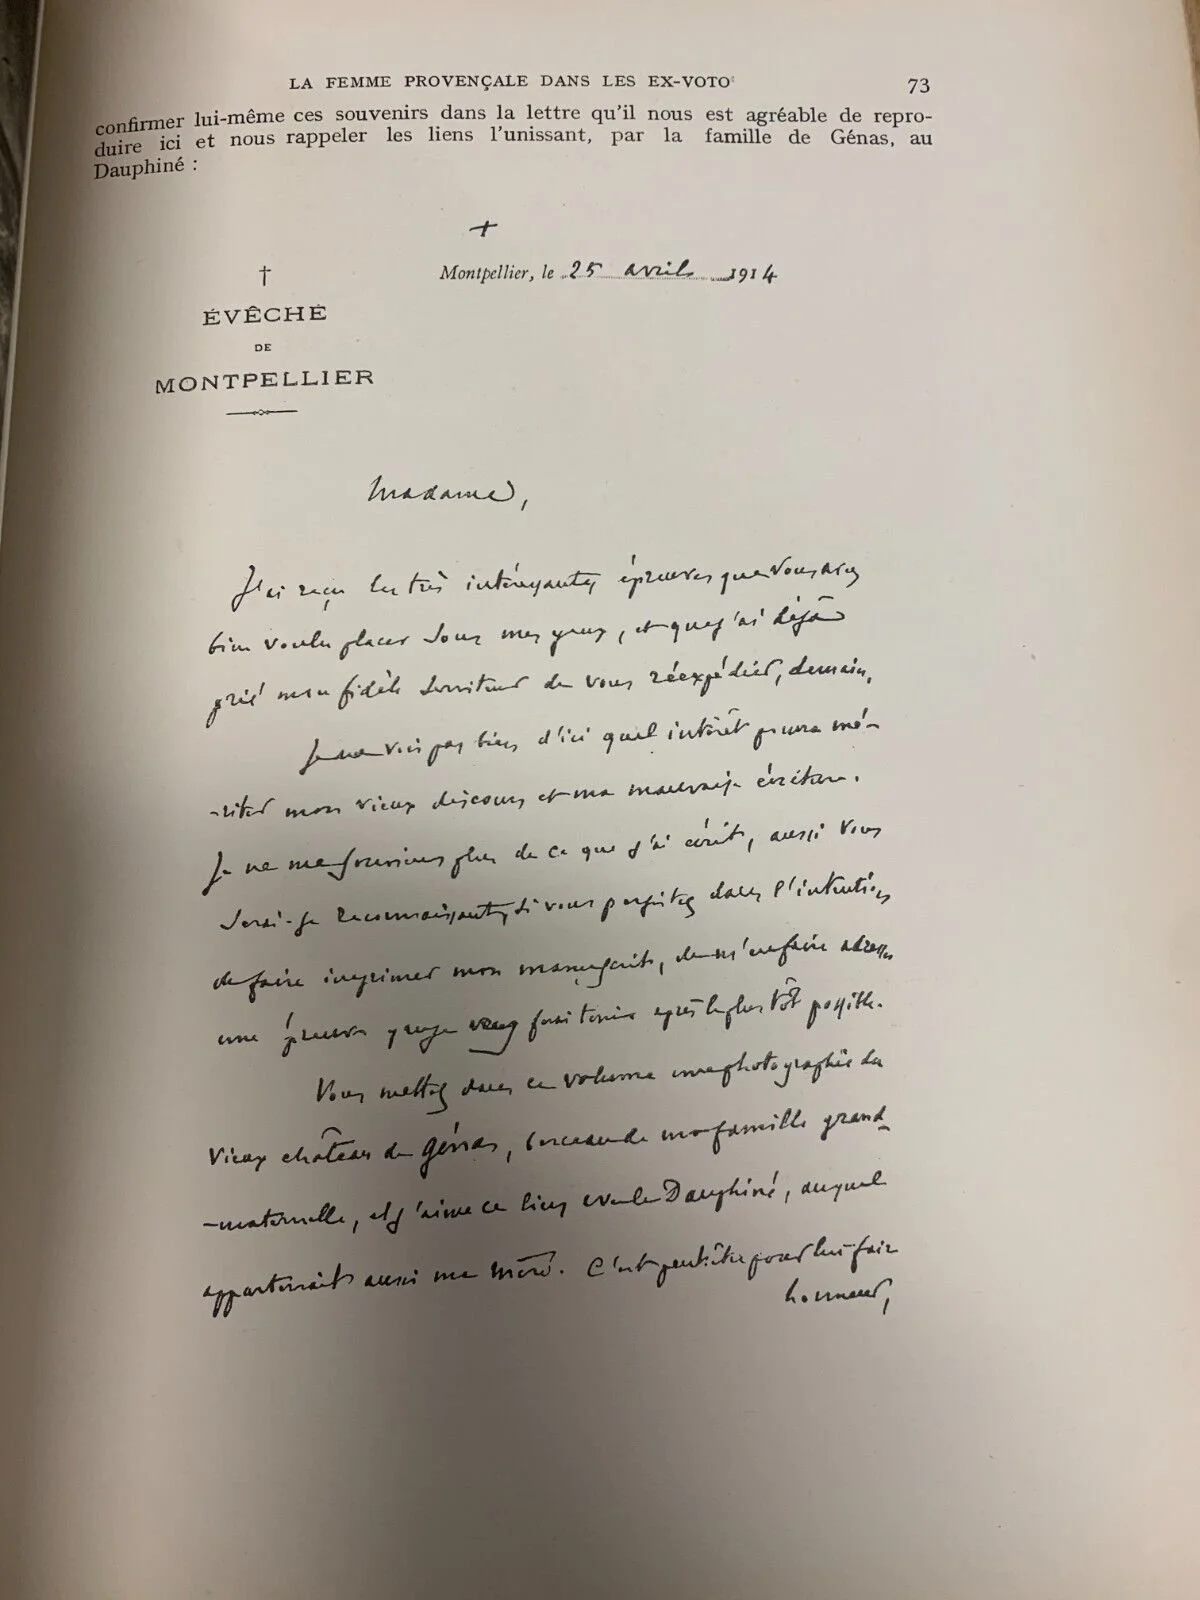 LA FEMME PROVENÇALE DANS LES EX-VOTO
73
confirmer lui-même ces souvenirs dans la lettre qu'il nous est agréable de repro-
duire ici et nous rappeler les liens l'unissant, par la famille de Génas, au
Dauphiné :
+
Montpellier, le 25 avril 1914
†
ÉVÊCHÉ
DE
MONTPELLIER
Madame,
J'ai reçu les très intéressantes épreuves que vous avez
bien voulu placer sous mes yeux, et que j'ai déjà
prié mon fidèle serviteur de vous réexpédier, demain.
Je ne vois pas bien d'ici quel intérêt pourra mé-
-riter mon vieux discours et ma mauvaise écriture.
Je ne me souviens plus de ce que j'ai écrit, aussi vous
serai-je reconnaissant, si vous persistez dans l'intention
de faire imprimer mon manuscrit, de m'en faire adresser
une épreuve que je vous ferai tenir après le plus tôt possible.
Vous mettez dans ce volume une photographie du
vieux château de Génas, berceau de ma famille grand-
-maternelle, et j'aime ce lien avec le Dauphiné, auquel
appartenait aussi ma mère. C'est peut-être pour lui faire
honneur,